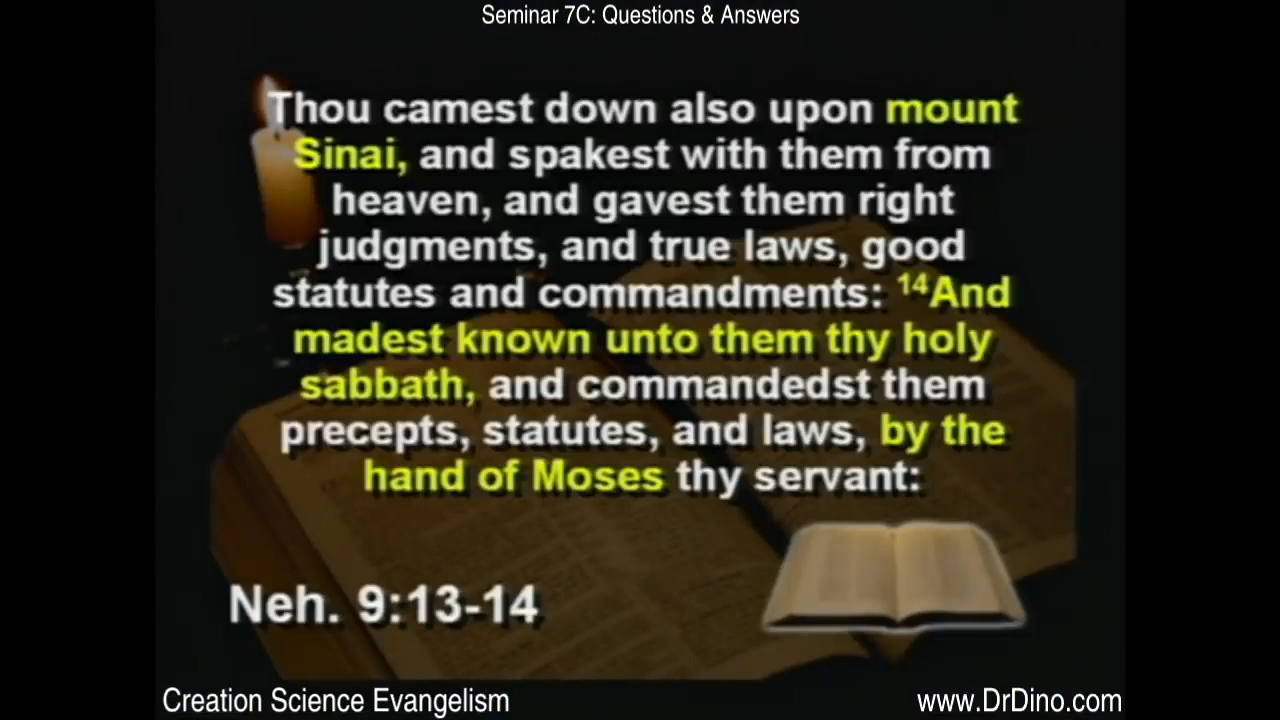 Seminar 7C: Questions & Answers
Thou camest down also upon mount
Sinai, and spakest with them from
heaven, and gavest them right
judgments, and true laws, good
statutes and commandments: ¹⁴And
madest known unto them thy holy
sabbath, and commandedst them
precepts, statutes, and laws, by the
hand of Moses thy servant:
Neh. 9:13-14
Creation Science Evangelism
www.DrDino.com